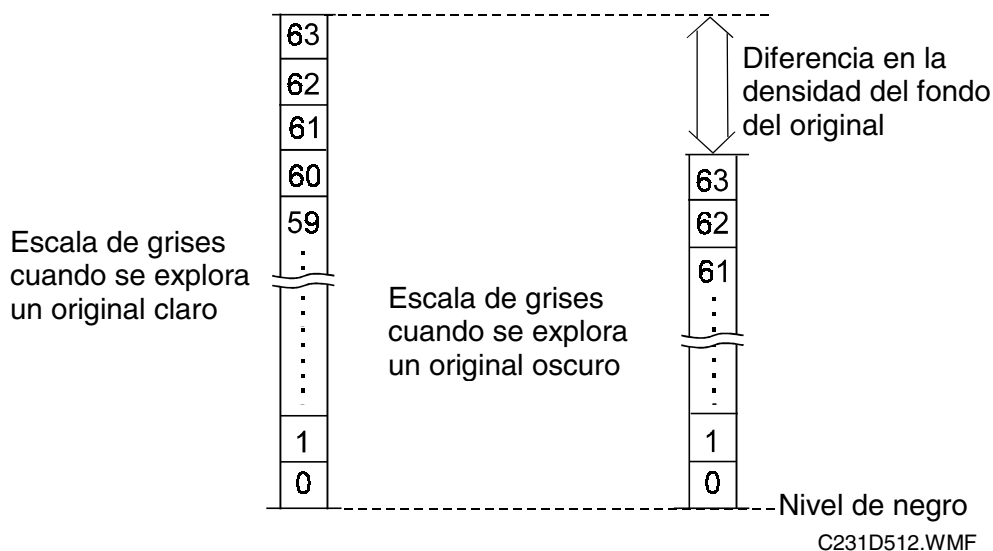 63
62
61
60
59
1
0
Escala de grises
cuando se explora
un original claro
Escala de grises
cuando se explora
un original oscuro
Diferencia en la
densidad del fondo
del original
63
62
61
1
0
Nivel de negro
C231D512.WMF